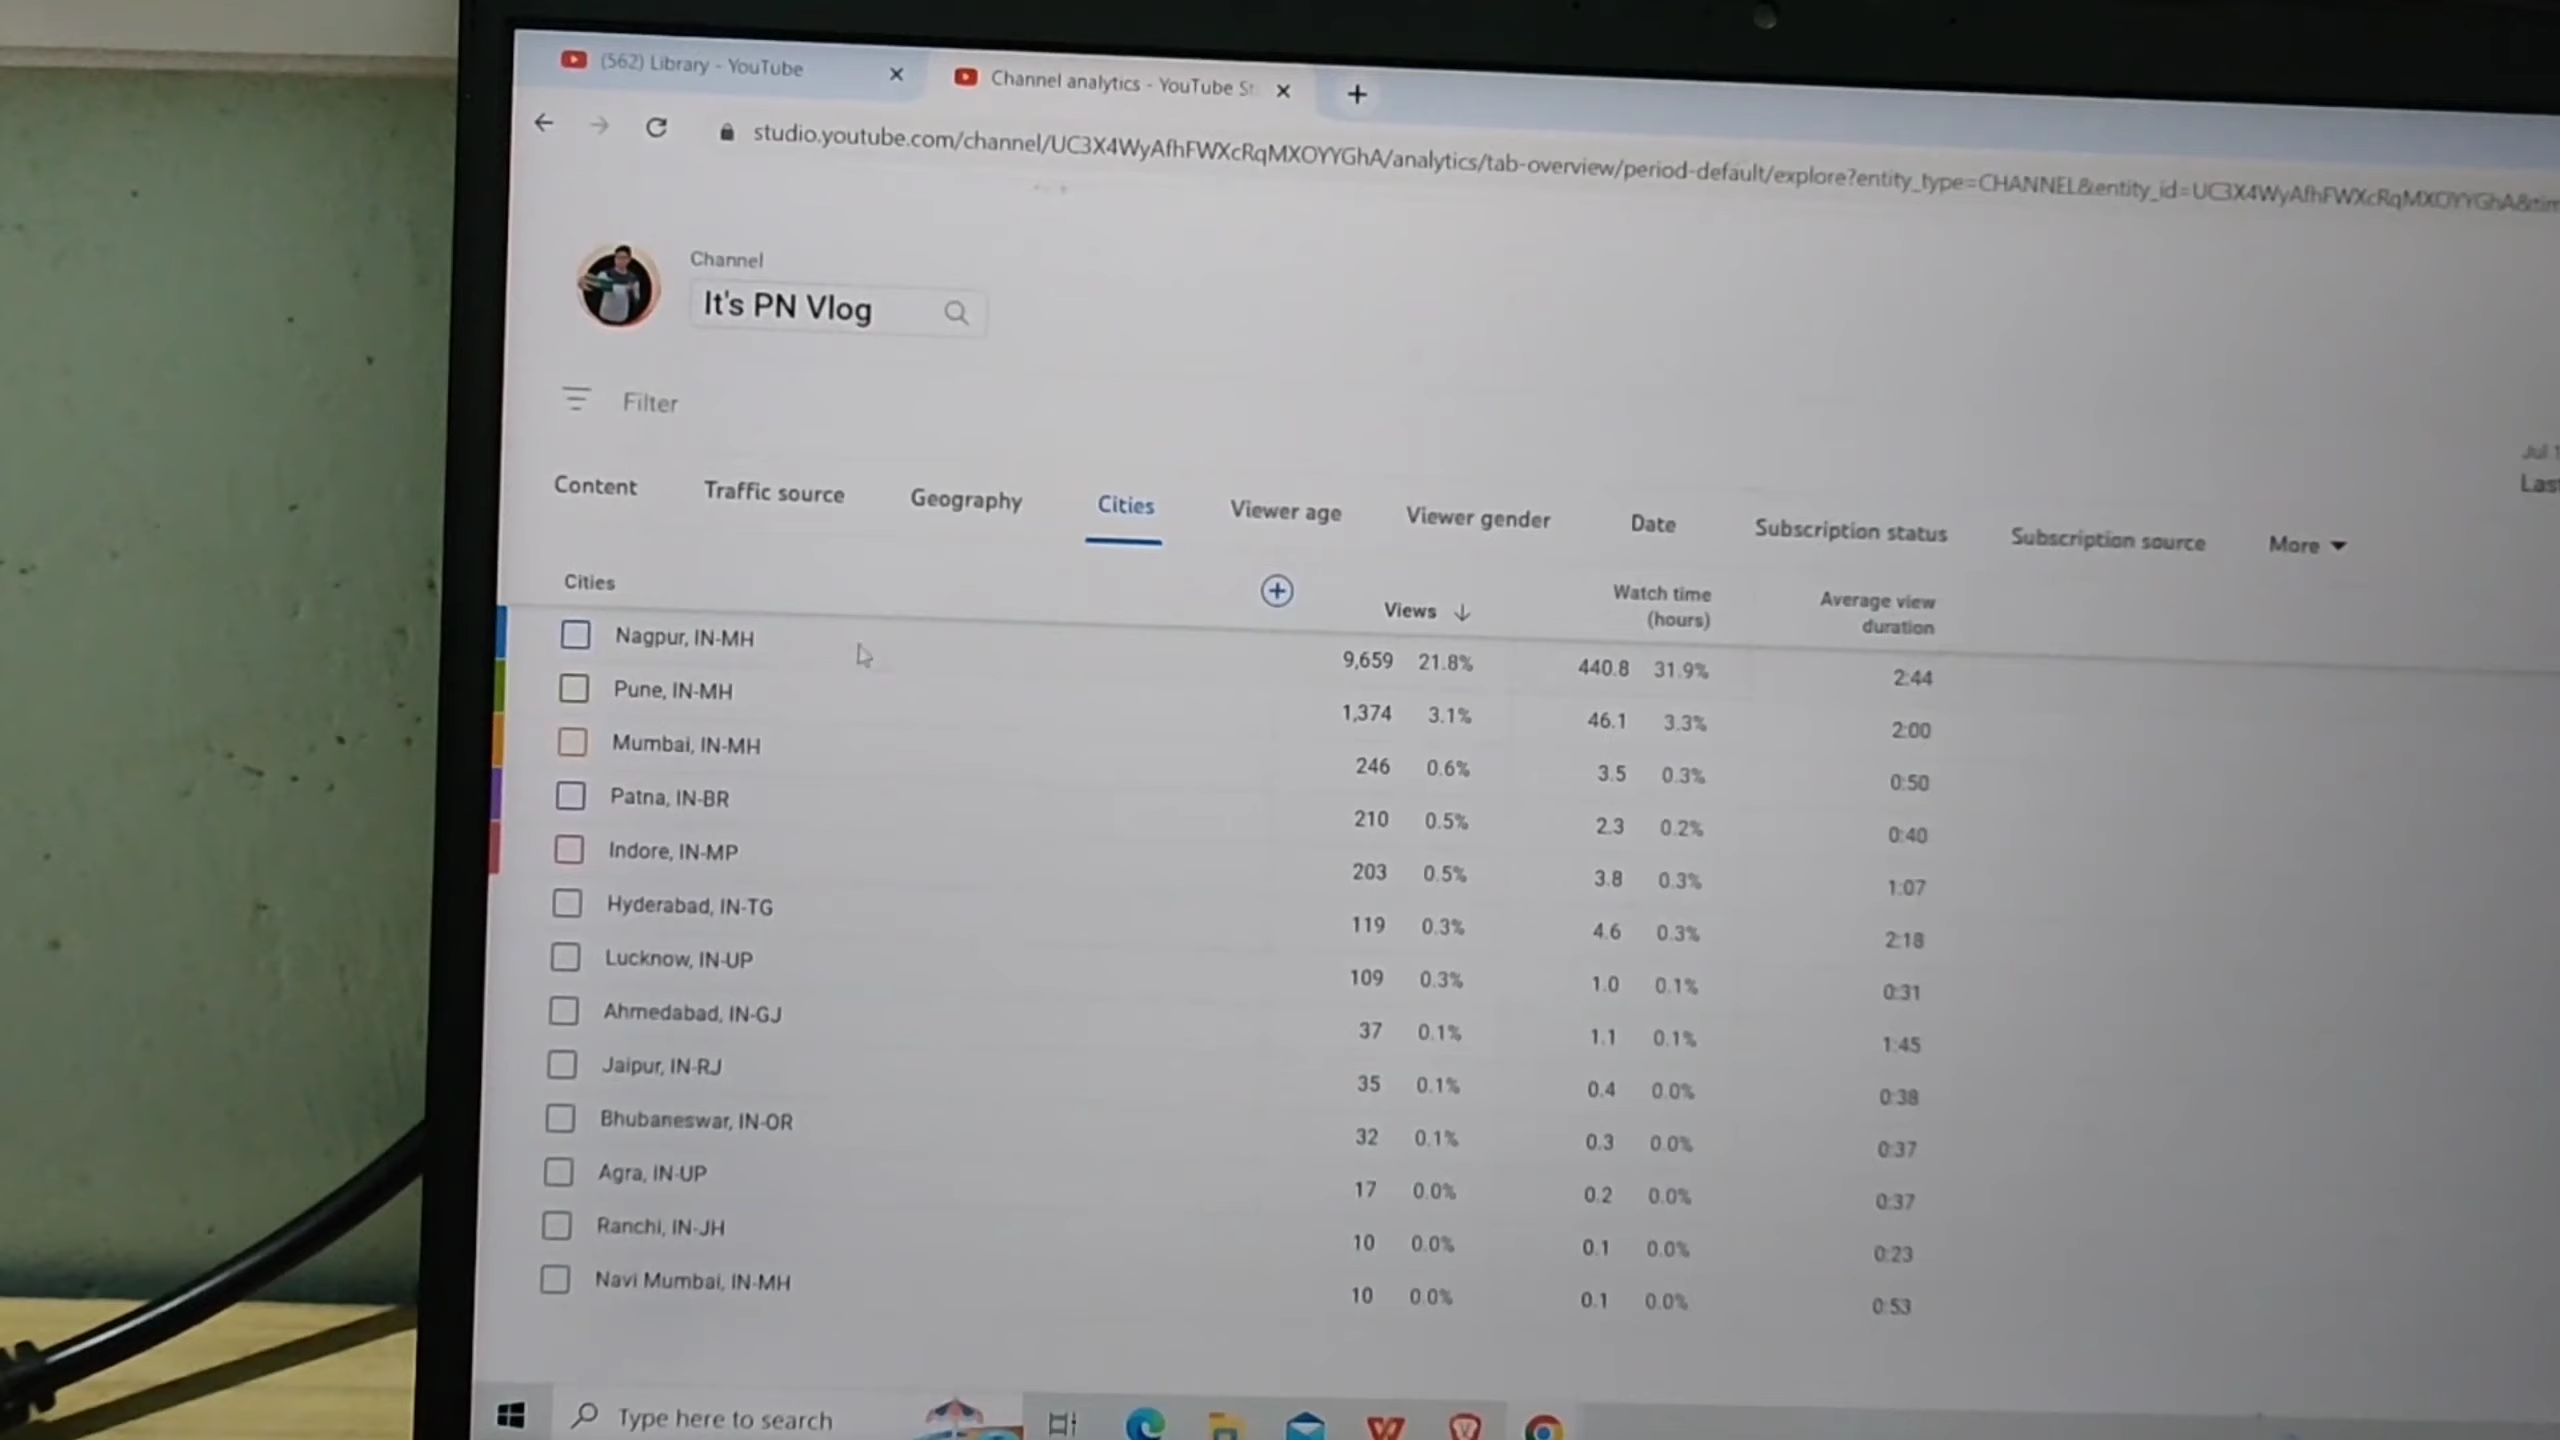 (562) Library - YouTube
Channel analytics - YouTube St
studio.youtube.com/channel/UC3X4WyAfhFWXcRqMXOYYGhA/analytics/tab-overview/period-default/explore?entity_type=CHANNEL&entity_id=UC3X4WyAfhFWXcRqMXOYYGhA&tim
Channel
It's PN Vlog
Filter
Jul 1
Las
Content Traffic source Geography Cities Viewer age Viewer gender Date Subscription status Subscription source More
Cities Views Watch time (hours) Average view duration
Nagpur, IN-MH 9,659 21.8% 440.8 31.9% 2:44
Pune, IN-MH 1,374 3.1% 46.1 3.3% 2:00
Mumbai, IN-MH 246 0.6% 3.5 0.3% 0:50
Patna, IN-BR 210 0.5% 2.3 0.2% 0:40
Indore, IN-MP 203 0.5% 3.8 0.3% 1:07
Hyderabad, IN-TG 119 0.3% 4.6 0.3% 2:18
Lucknow, IN-UP 109 0.3% 1.0 0.1% 0:31
Ahmedabad, IN-GJ 37 0.1% 1.1 0.1% 1:45
Jaipur, IN-RJ 35 0.1% 0.4 0.0% 0:38
Bhubaneswar, IN-OR 32 0.1% 0.3 0.0% 0:37
Agra, IN-UP 17 0.0% 0.2 0.0% 0:37
Ranchi, IN-JH 10 0.0% 0.1 0.0% 0:23
Navi Mumbai, IN-MH 10 0.0% 0.1 0.0% 0:53
Type here to search